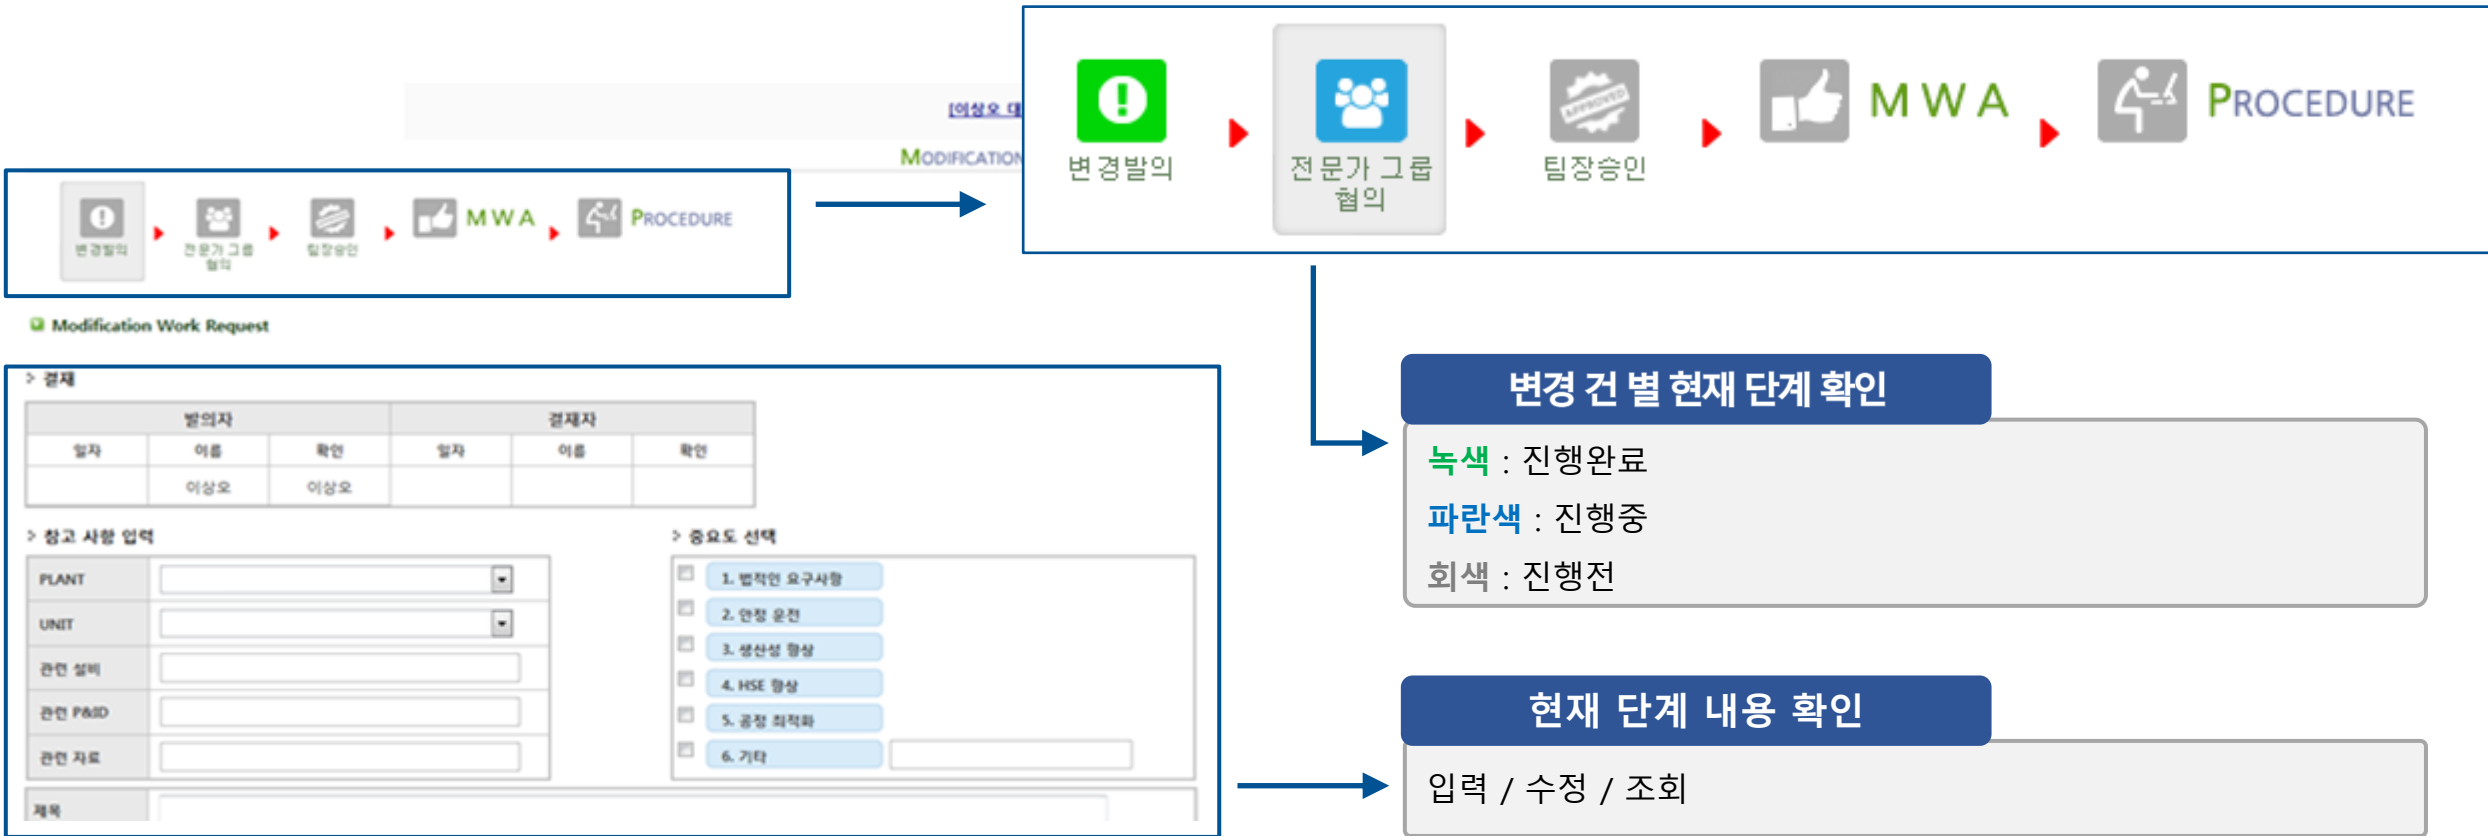 [이상오 대
MODIFICATION
변경발의
전문가 그룹
협의
팀장승인
MWA
PROCEDURE
변경발의
전문가 그룹
협의
팀장승인
MWA
PROCEDURE
Modification Work Request
> 결재
발의자 결재자
일자 이름 확인 일자 이름 확인
이상오 이상오
> 참고 사항 입력
PLANT
UNIT
관련 설비
관련 P&ID
관련 자료
> 중요도 선택
1. 법적인 요구사항
2. 안정 운전
3. 생산성 향상
4. HSE 향상
5. 공정 최적화
6. 기타
제목
변경 건 별 현재 단계 확인
녹색 : 진행완료
파란색 : 진행중
회색 : 진행전
현재 단계 내용 확인
입력 / 수정 / 조회